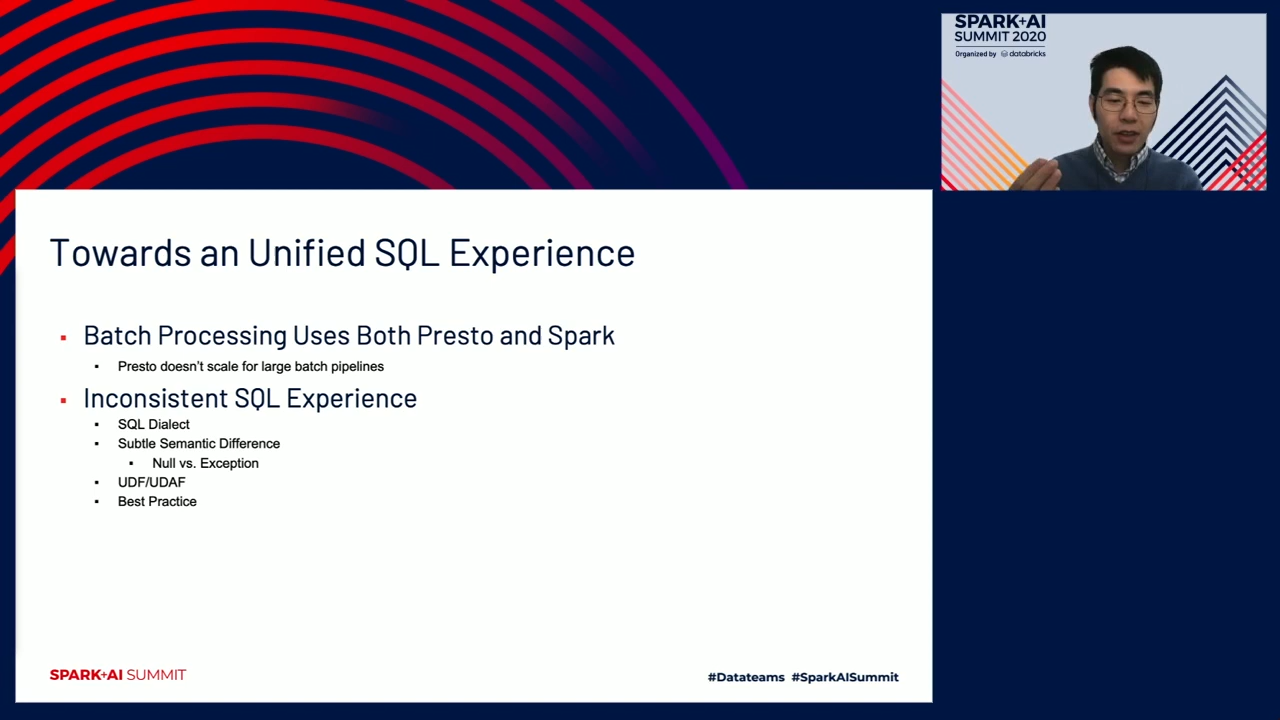 SPARK+AI
SUMMIT 2020
Organized by databricks
Towards an Unified SQL Experience
Batch Processing Uses Both Presto and Spark
Presto doesn't scale for large batch pipelines
Inconsistent SQL Experience
SQL Dialect
Subtle Semantic Difference
Null vs. Exception
UDF/UDAF
Best Practice
SPARK+AI SUMMIT
#Datateams #SparkAISummit